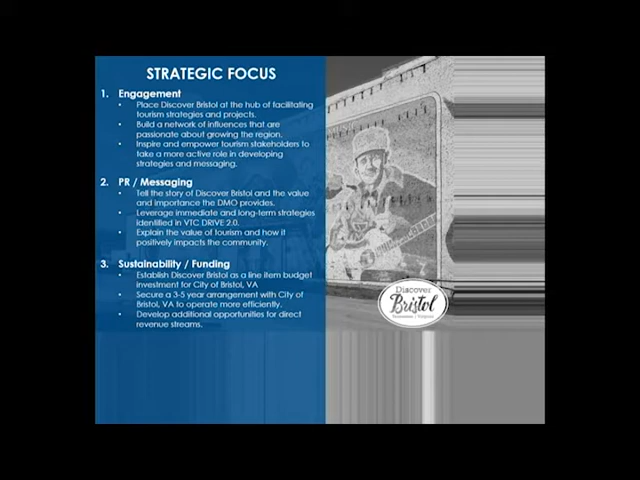 STRATEGIC FOCUS
1. Engagement
• Place Discover Bristol at the hub of facilitating
tourism strategies and projects.
• Build a network of influences that are
passionate about growing the region.
• Inspire and empower tourism stakeholders to
take a more active role in developing
strategies and messaging.
2. PR / Messaging
• Tell the story of Discover Bristol and the value
and importance the DMO provides.
• Leverage immediate and long-term strategies
identified in VTC DRIVE 2.0.
• Explain the value of tourism and how it
positively impacts the community.
3. Sustainability / Funding
• Establish Discover Bristol as a line item budget
investment for City of Bristol, VA
• Secure a 3-5 year arrangement with City of
Bristol, VA to operate more efficiently.
• Develop additional opportunities for direct
revenue streams.
Discover
Bristol